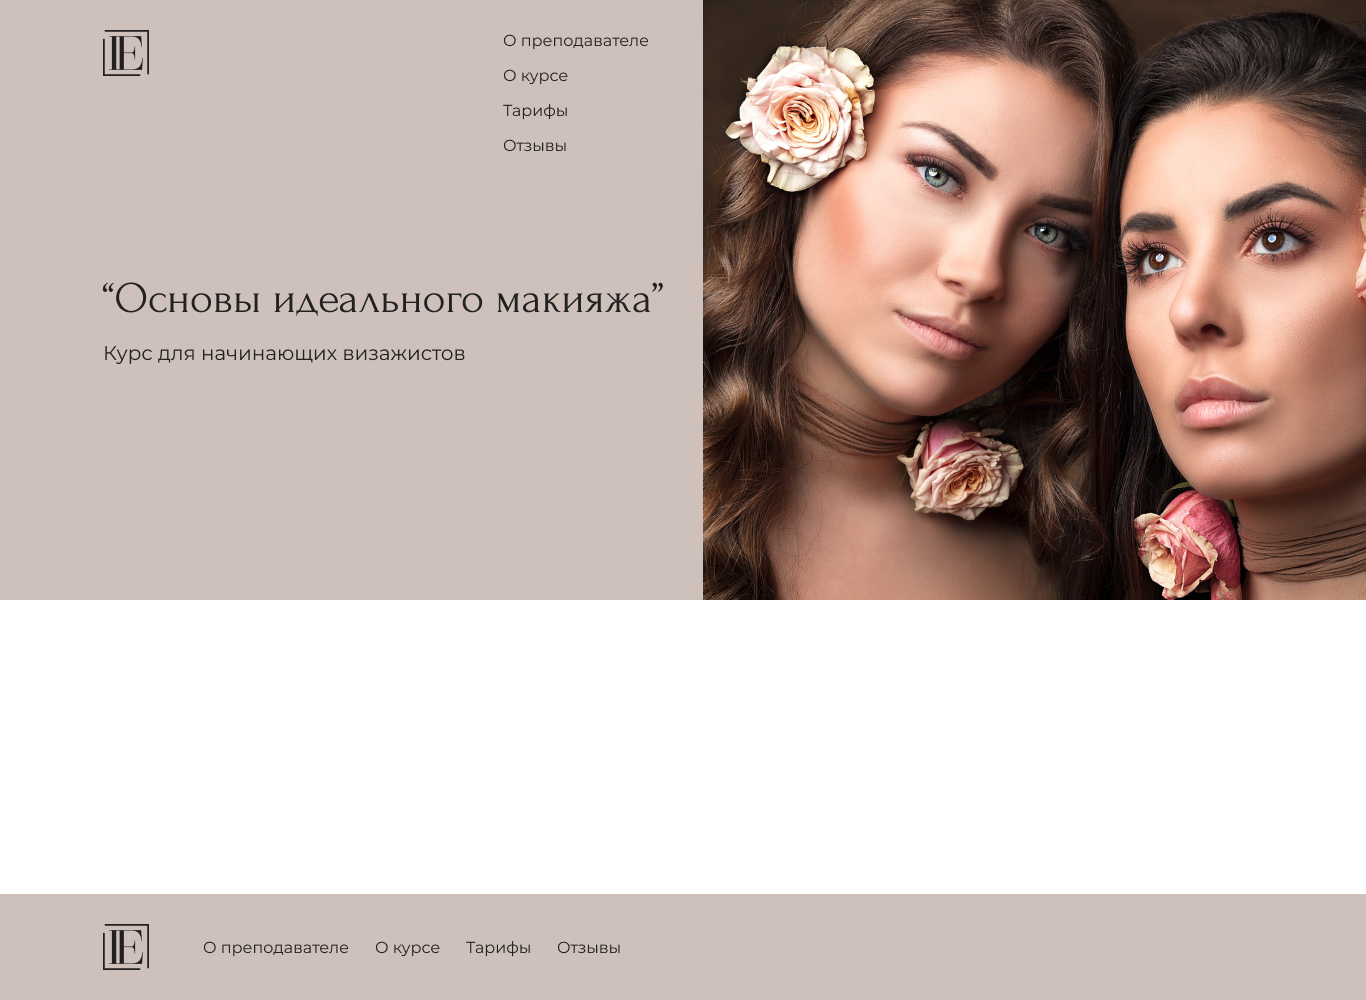 IE
О преподавателе
О курсе
Тарифы
Отзывы
“Основы идеального макияжа”
Курс для начинающих визажистов
IE
О преподавателе О курсе Тарифы Отзывы